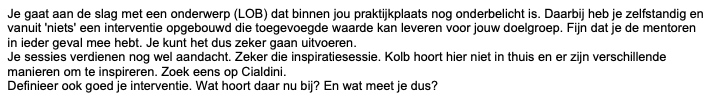 Je gaat aan de slag met een onderwerp (LOB) dat binnen jou praktijkplaats nog onderbelicht is. Daarbij heb je zelfstandig en
vanuit 'niets' een interventie opgebouwd die toegevoegde waarde kan leveren voor jouw doelgroep. Fijn dat je de mentoren
in ieder geval mee hebt. Je kunt het dus zeker gaan uitvoeren.
Je sessies verdienen nog wel aandacht. Zeker die inspiratiesessie. Kolb hoort hier niet in thuis en er zijn verschillende
manieren om te inspireren. Zoek eens op Cialdini.
Definieer ook goed je interventie. Wat hoort daar nu bij? En wat meet je dus?